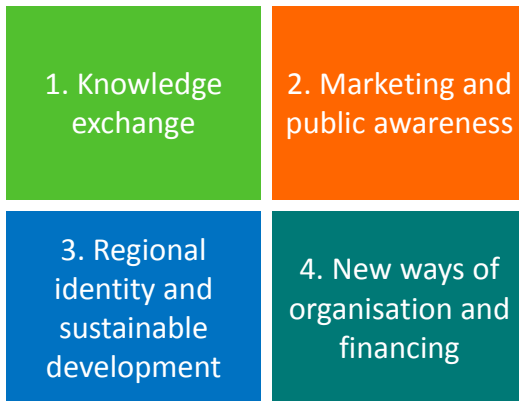 1. Knowledge
exchange
2. Marketing and
public awareness
3. Regional
identity and
sustainable
development
4. New ways of
organisation and
financing